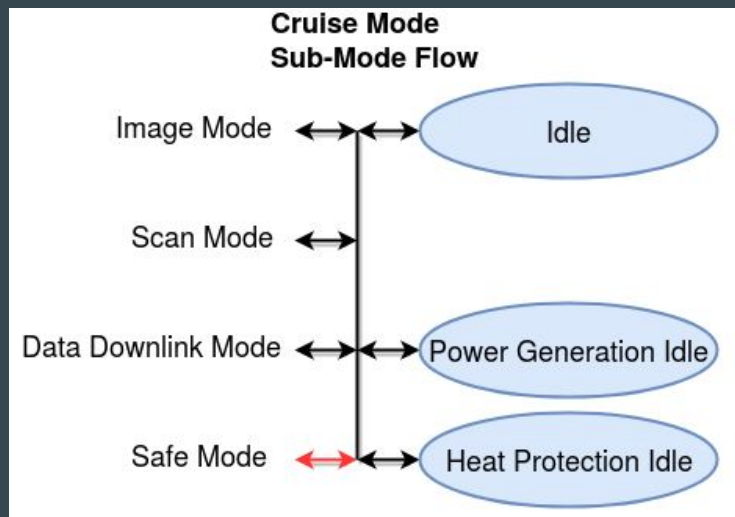 Cruise Mode
Sub-Mode Flow
Image Mode
Idle
Scan Mode
Data Downlink Mode
Power Generation Idle
Safe Mode
Heat Protection Idle